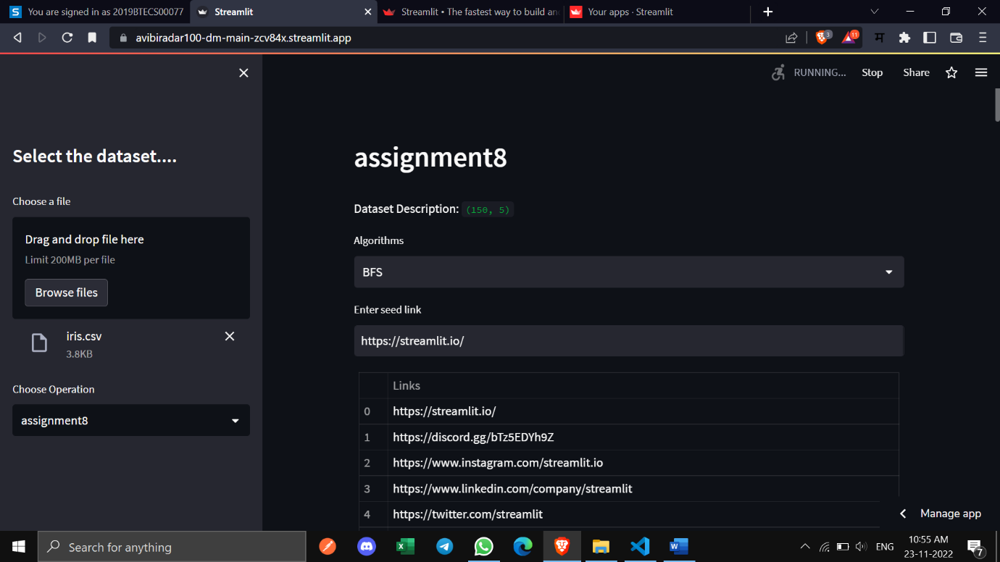 You are signed in as 2019BTECS00077
Streamlit
Streamlit • The fastest way to build and
Your apps · Streamlit
avibiradar100-dm-main-zcv84x.streamlit.app
3
11
म
RUNNING...
Stop
Share
Select the dataset....
Choose a file
Drag and drop file here
Limit 200MB per file
Browse files
iris.csv
3.8KB
Choose Operation
assignment8
assignment8
Dataset Description: (150, 5)
Algorithms
BFS
Enter seed link
https://streamlit.io/
Links
0 https://streamlit.io/
1 https://discord.gg/bTz5EDYh9Z
2 https://www.instagram.com/streamlit.io
3 https://www.linkedin.com/company/streamlit
4 https://twitter.com/streamlit
Manage app
Search for anything
ENG
10:55 AM
23-11-2022
7